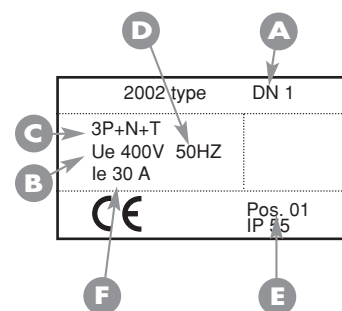 D
A
2002 type DN 1
C
3P+N+T
B
Ue 400V 50HZ
Ie 30 A
CE
Pos. 01
IP 55
F
E